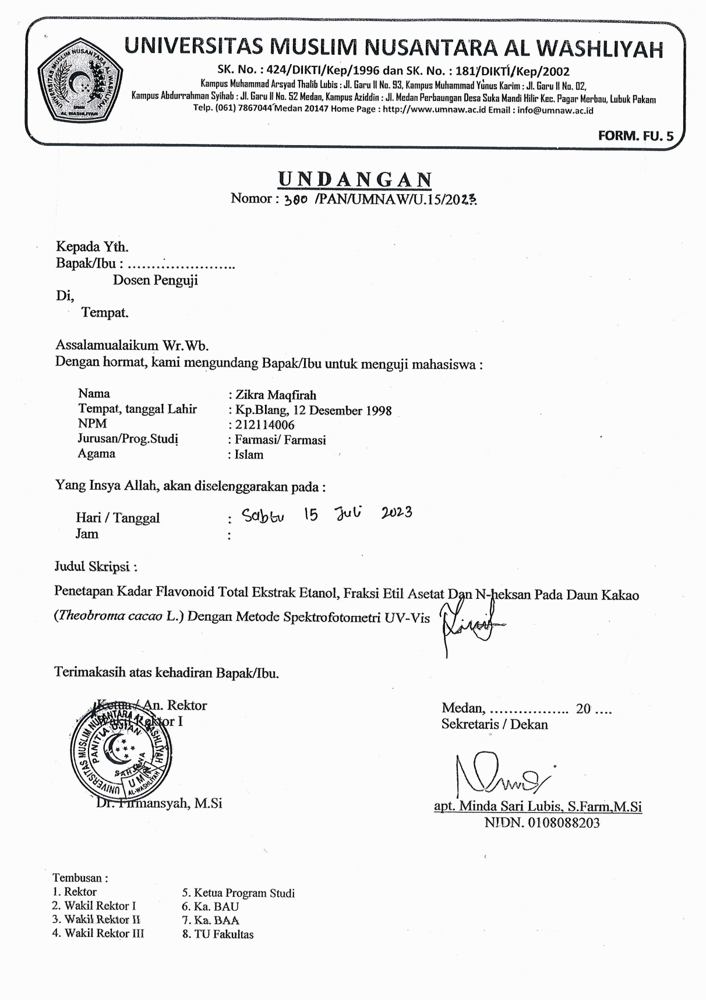 UNIVERSITAS MUSLIM NUSANTARA AL WASHLIYAH
SK. No. : 424/DIKTI/Kep/1996 dan SK. No. : 181/DIKTI/Kep/2002
Kampus Muhammad Arsyad Thalib Lubis : Jl. Garu II No. 93, Kampus Muhammad Yunus Karim : Jl. Garu II No. 02,
Kampus Abdurrahman Syihab : Jl. Garu II No. 52 Medan, Kampus Aziddin : Jl. Medan Perbaungan Desa Suka Mandi Hilir Kec. Pagar Merbau, Lubuk Pakam
Telp. (061) 7867044 Medan 20147 Home Page : http://www.umnaw.ac.id Email : info@umnaw.ac.id
UNIVERSITAS MUSLIM NUSANTARA AL WASHLIYAH
UMN
AL WASHLIYAH
FORM. FU. 5
UNDANGAN
Nomor : 380 /PAN/UMNAW/U.15/2023
Kepada Yth.
Bapak/Ibu : ..........................
Dosen Penguji
Di,
Tempat.
Assalamualaikum Wr.Wb.
Dengan hormat, kami mengundang Bapak/Ibu untuk menguji mahasiswa :
Nama : Zikra Maqfirah
Tempat, tanggal Lahir : Kp.Blang, 12 Desember 1998
NPM : 212114006
Jurusan/Prog.Studi : Farmasi/ Farmasi
Agama : Islam
Yang Insya Allah, akan diselenggarakan pada :
Hari / Tanggal : Sabtu 15 Juli 2023
Jam :
Judul Skripsi :
Penetapan Kadar Flavonoid Total Ekstrak Etanol, Fraksi Etil Asetat Dan N-heksan Pada Daun Kakao
(Theobroma cacao L.) Dengan Metode Spektrofotometri UV-Vis
Terimakasih atas kehadiran Bapak/Ibu.
Ketua / An. Rektor
Wakil Rektor I
UNIVERSITAS MUSLIM NUSANTARA AL WASHLIYAH
PANITIA UJIAN
SARJANA
UMN
AL-WASHLIYAH
Dr. Firmansyah, M.Si
Medan, ................. 20 ....
Sekretaris / Dekan
apt. Minda Sari Lubis, S.Farm,M.Si
NIDN. 0108088203
Tembusan :
1. Rektor
2. Wakil Rektor I
3. Wakil Rektor II
4. Wakil Rektor III
5. Ketua Program Studi
6. Ka. BAU
7. Ka. BAA
8. TU Fakultas